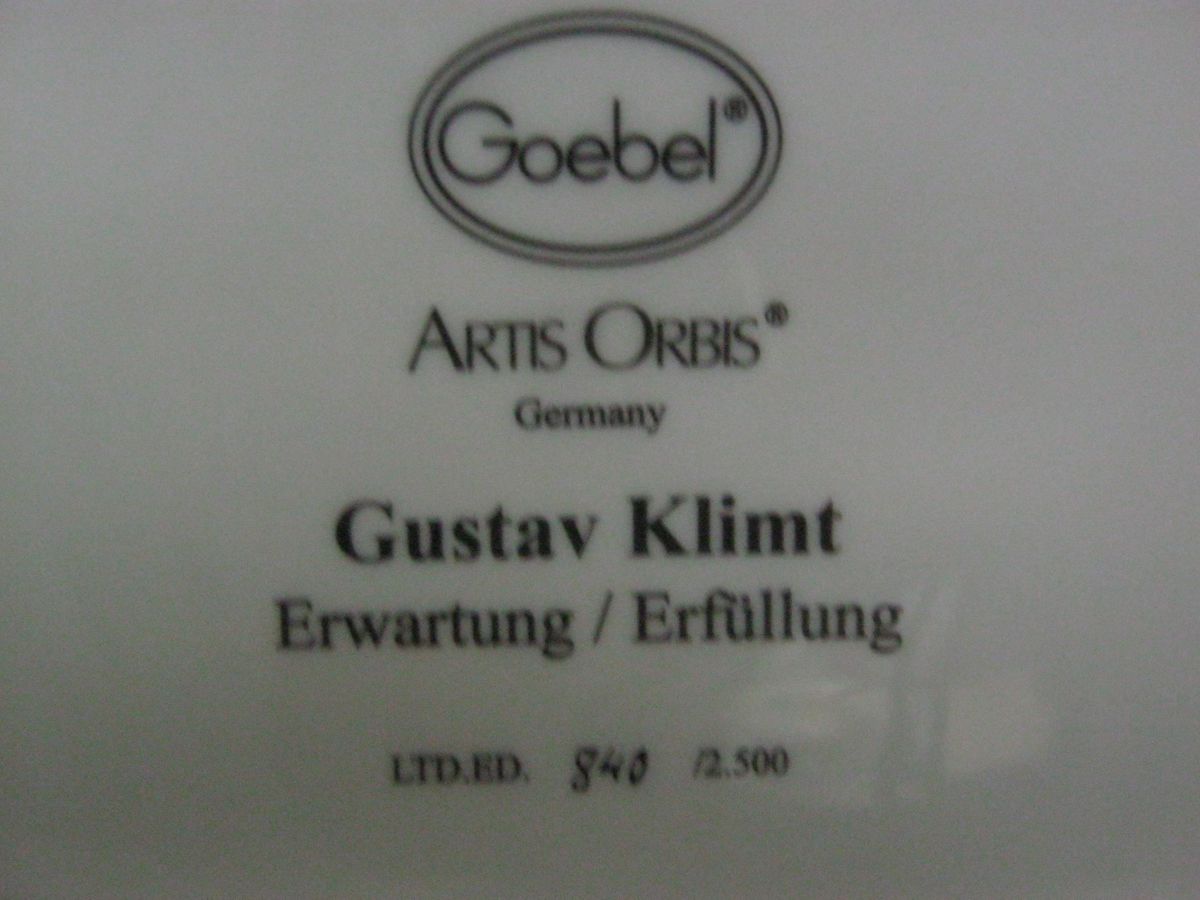 Goebel®
ARTIS ORBIS®
Germany
Gustav Klimt
Erwartung / Erfüllung
LTD.ED. 840 /2.500